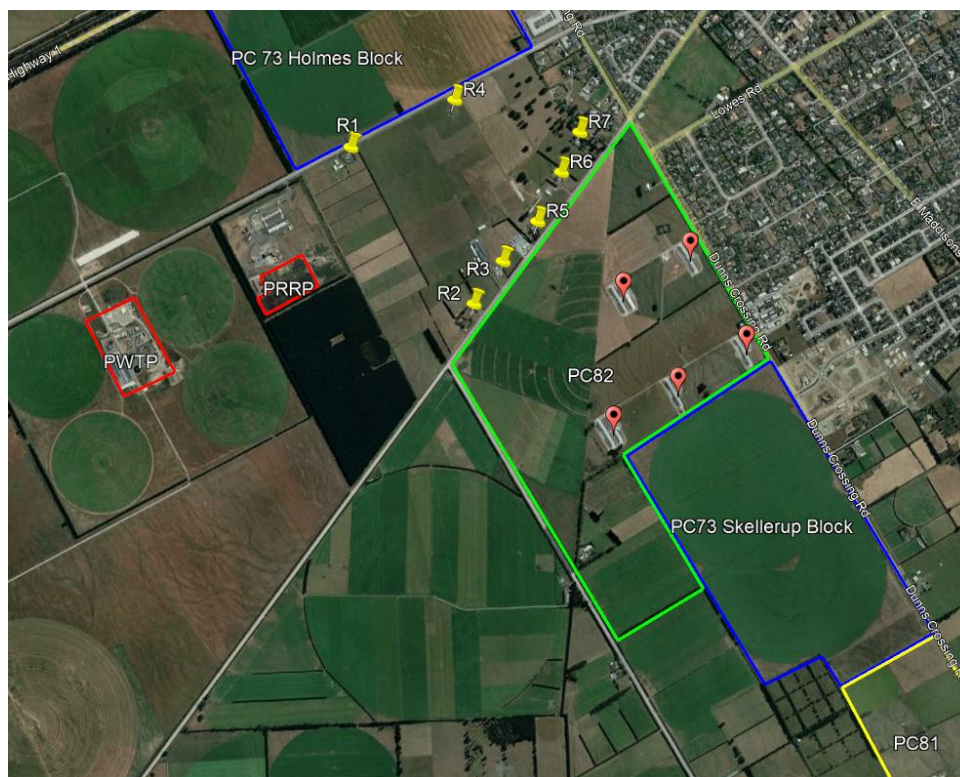 Highway 1
PC 73 Holmes Block
R4
R1
R7
Lowes Rd
R6
R5
R3
R2
PRRP
PWTP
PC82
E Maddisons
Dunns Crossing Rd
Dunns Crossing Rd
PC73 Skellerup Block
Dunns Crossing R
PC81